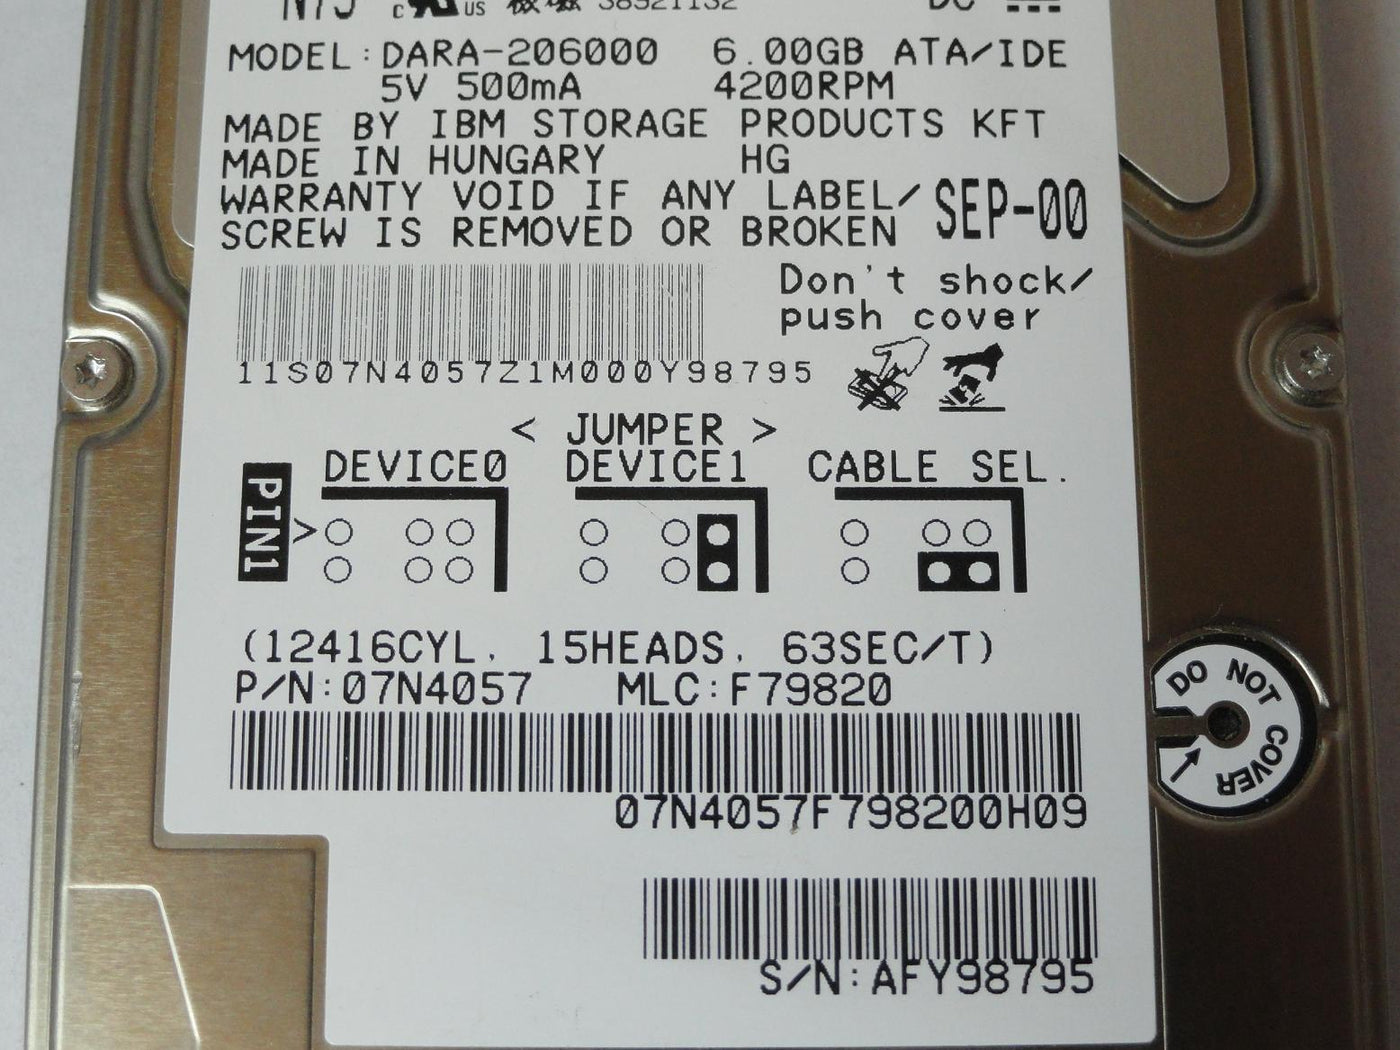 c US 38921132
MODEL:DARA-206000 6.00GB ATA/IDE
5V 500mA 4200RPM
MADE BY IBM STORAGE PRODUCTS KFT
MADE IN HUNGARY HG
WARRANTY VOID IF ANY LABEL/
SCREW IS REMOVED OR BROKEN
SEP-00
Don't shock/
push cover
11S07N4057Z1M000Y98795
< JUMPER >
DEVICE0 DEVICE1 CABLE SEL.
PIN1 >
(12416CYL. 15HEADS. 63SEC/T)
P/N:07N4057 MLC:F79820
07N4057F798200H09
S/N:AFY98795
DO NOT COVER